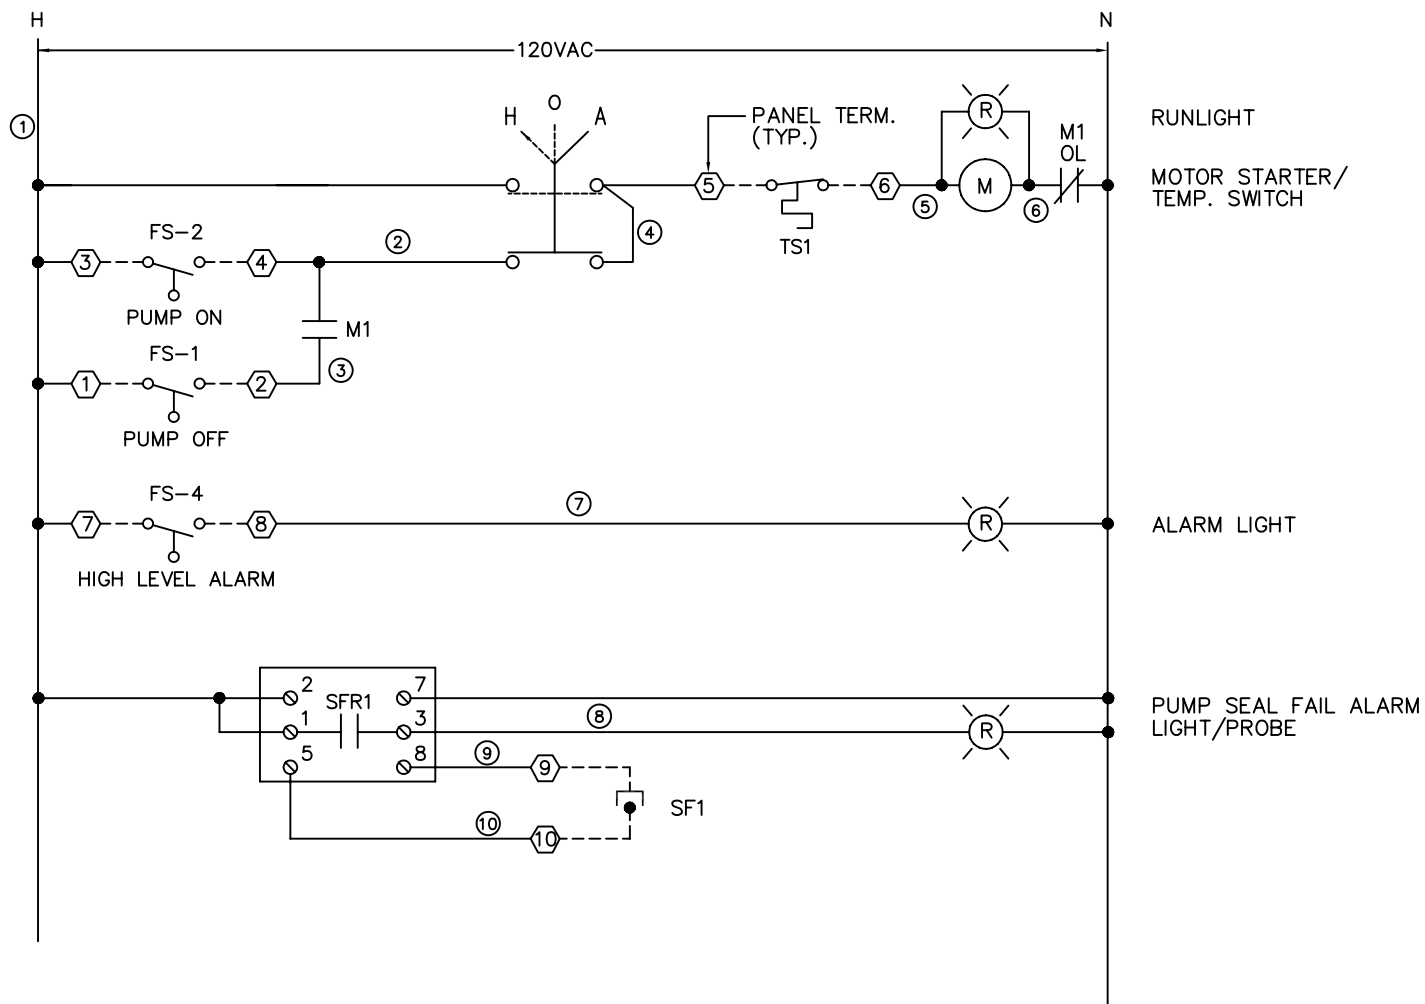 H
N
120VAC
O
H
A
PANEL TERM.
(TYP.)
R
RUNLIGHT
1
M1
OL
5
6
M
MOTOR STARTER/
TEMP. SWITCH
5
6
TS1
4
FS-2
2
3
4
PUMP ON
M1
FS-1
3
1
2
PUMP OFF
FS-4
7
7
8
R
ALARM LIGHT
HIGH LEVEL ALARM
2
7
SFR1
1
3
8
R
PUMP SEAL FAIL ALARM
LIGHT/PROBE
5
8
9
9
SF1
10
10